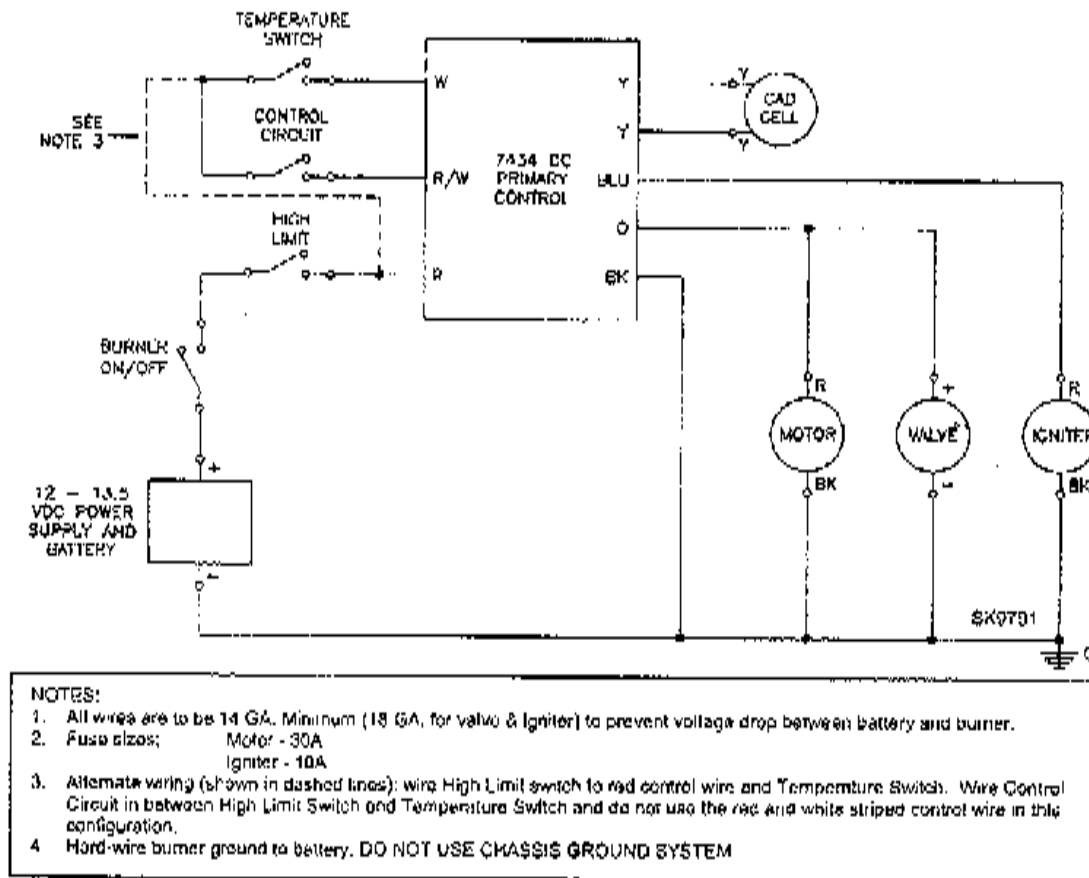 TEMPERATURE
SWITCH
W
Y
Y
CAD
CELL
SEE
NOTE 3
CONTROL
CIRCUIT
Y
Y
R/W
7434 DC
PRIMARY
CONTROL
BLU
HIGH
LIMIT
O
R
BK
BURNER
ON/OFF
R
+
R
MOTOR
VALVE
IGNITER
BK
-
BK
12 - 13.5
VDC POWER
SUPPLY AND
BATTERY
+
-
SK9791
NOTES:
1. All wires are to be 14 GA. Minimum (18 GA. for valve & Igniter) to prevent voltage drop between battery and burner.
2. Fuse sizes: Motor - 30A
Igniter - 10A
3. Alternate wiring (shown in dashed lines): wire High Limit switch to red control wire and Temperature Switch. Wire Control
Circuit in between High Limit Switch and Temperature Switch and do not use the red and white striped control wire in this
configuration.
4 Hard-wire burner ground to battery. DO NOT USE CHASSIS GROUND SYSTEM